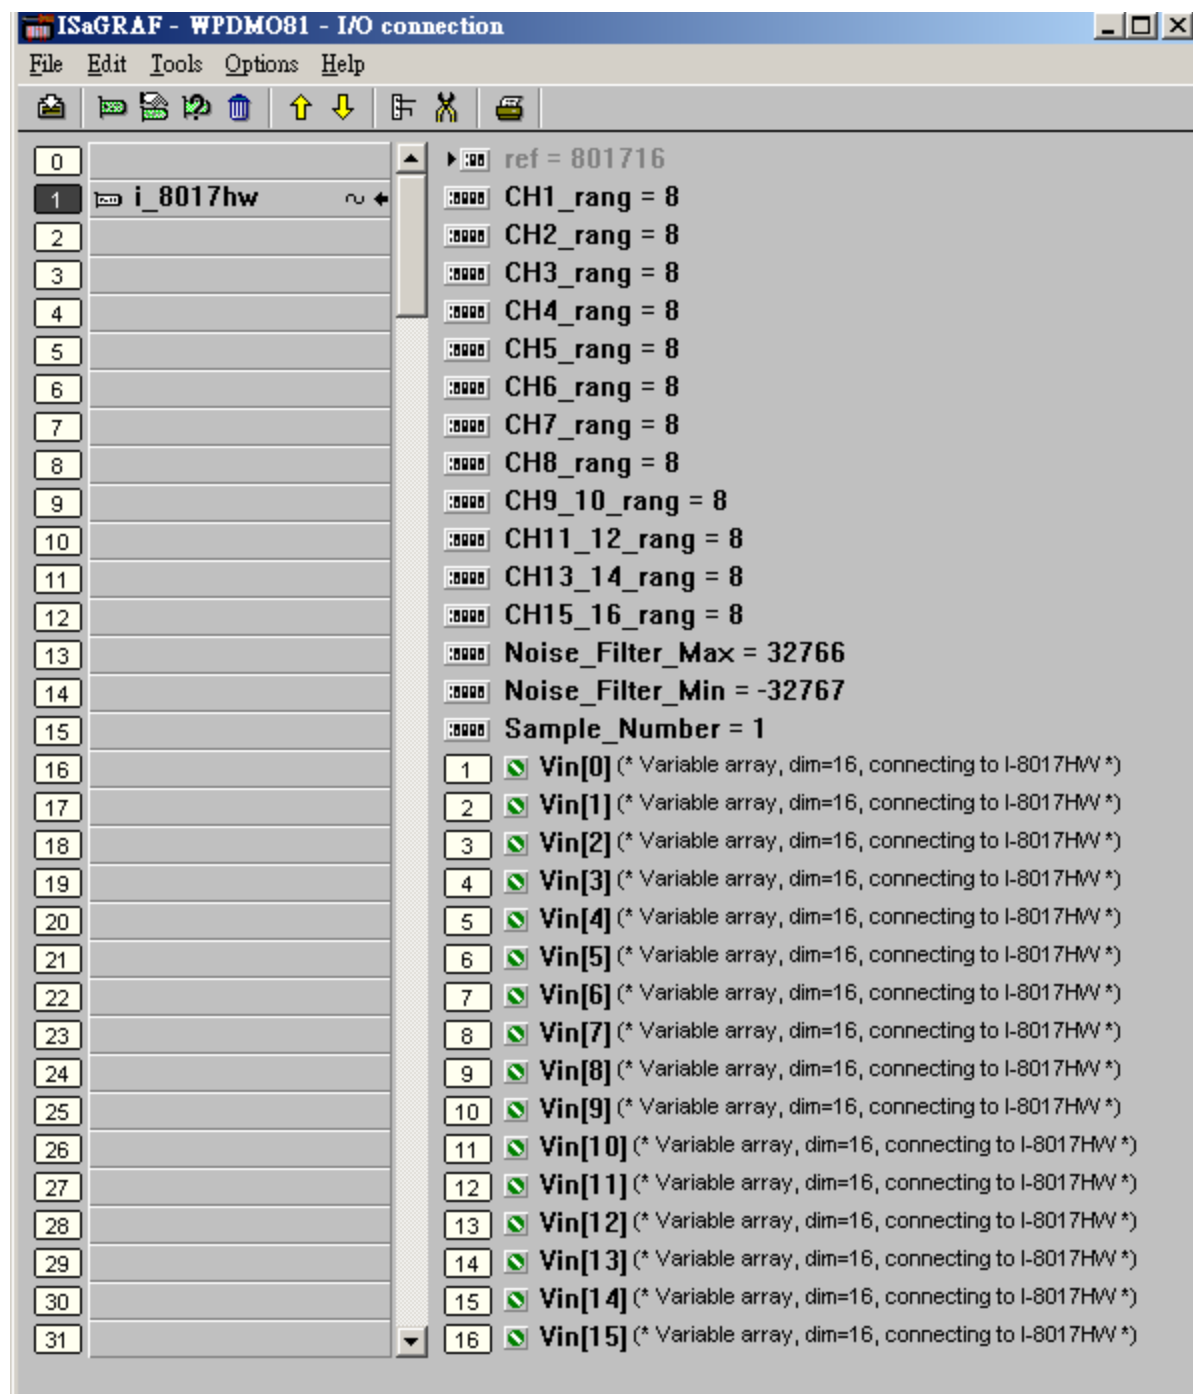 ISaGRAF - WPDMO81 - I/O connection
File Edit Tools Options Help
0
1 i_8017hw
2
3
4
5
6
7
8
9
10
11
12
13
14
15
16
17
18
19
20
21
22
23
24
25
26
27
28
29
30
31
ref = 801716
CH1_rang = 8
CH2_rang = 8
CH3_rang = 8
CH4_rang = 8
CH5_rang = 8
CH6_rang = 8
CH7_rang = 8
CH8_rang = 8
CH9_10_rang = 8
CH11_12_rang = 8
CH13_14_rang = 8
CH15_16_rang = 8
Noise_Filter_Max = 32766
Noise_Filter_Min = -32767
Sample_Number = 1
1 Vin[0] (* Variable array, dim=16, connecting to I-8017HW *)
2 Vin[1] (* Variable array, dim=16, connecting to I-8017HW *)
3 Vin[2] (* Variable array, dim=16, connecting to I-8017HW *)
4 Vin[3] (* Variable array, dim=16, connecting to I-8017HW *)
5 Vin[4] (* Variable array, dim=16, connecting to I-8017HW *)
6 Vin[5] (* Variable array, dim=16, connecting to I-8017HW *)
7 Vin[6] (* Variable array, dim=16, connecting to I-8017HW *)
8 Vin[7] (* Variable array, dim=16, connecting to I-8017HW *)
9 Vin[8] (* Variable array, dim=16, connecting to I-8017HW *)
10 Vin[9] (* Variable array, dim=16, connecting to I-8017HW *)
11 Vin[10] (* Variable array, dim=16, connecting to I-8017HW *)
12 Vin[11] (* Variable array, dim=16, connecting to I-8017HW *)
13 Vin[12] (* Variable array, dim=16, connecting to I-8017HW *)
14 Vin[13] (* Variable array, dim=16, connecting to I-8017HW *)
15 Vin[14] (* Variable array, dim=16, connecting to I-8017HW *)
16 Vin[15] (* Variable array, dim=16, connecting to I-8017HW *)